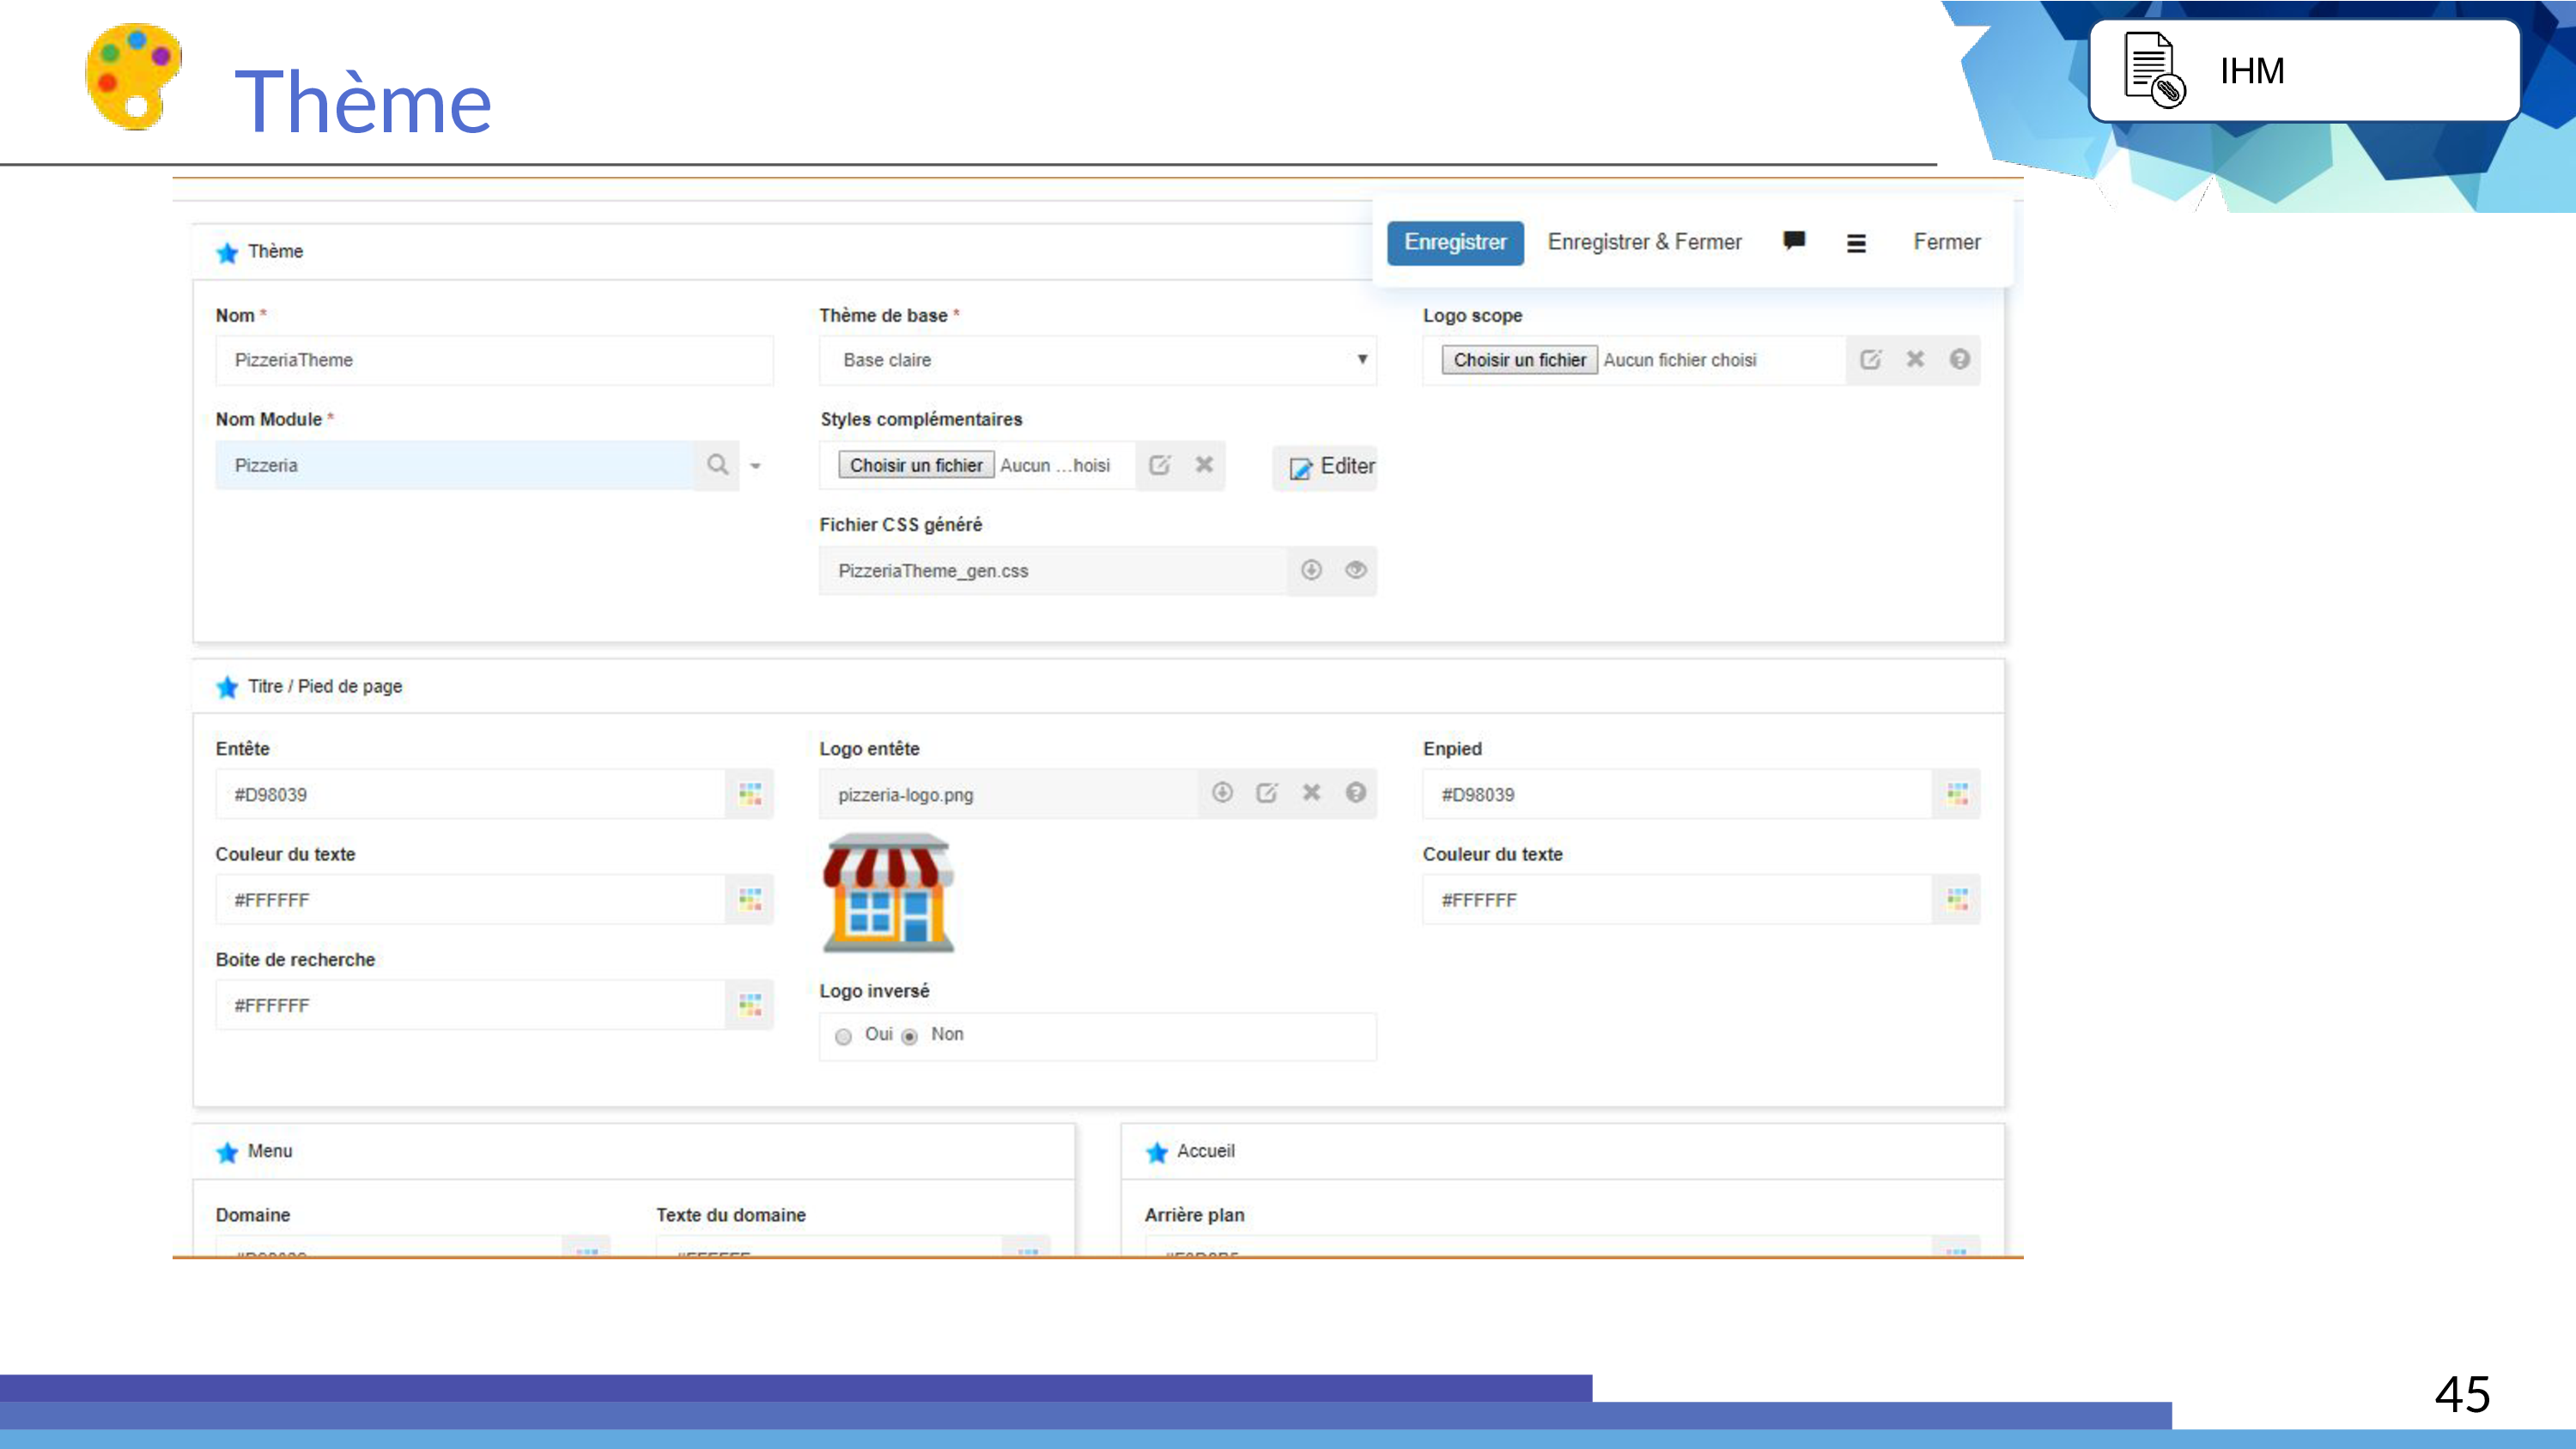 Thème
IHM
Thème
Enregistrer Enregistrer & Fermer Fermer
Nom * Thème de base * Logo scope
PizzeriaTheme Base claire Choisir un fichier Aucun fichier choisi
Nom Module * Styles complémentaires
Pizzeria Choisir un fichier Aucun ...hoisi Editer
Fichier CSS généré
PizzeriaTheme_gen.css
Titre / Pied de page
Entête Logo entête Enpied
#D98039 pizzeria-logo.png #D98039
Couleur du texte Couleur du texte
#FFFFFF #FFFFFF
Boite de recherche
#FFFFFF
Logo inversé
Oui Non
Menu Accueil
Domaine Texte du domaine Arrière plan
45